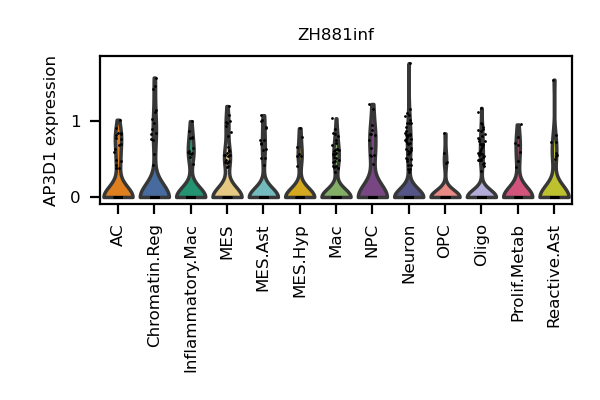 ZH881inf
AP3D1 expression
1
0
AC
Chromatin.Reg
Inflammatory.Mac
MES
MES.Ast
MES.Hyp
Mac
NPC
Neuron
OPC
Oligo
Prolif.Metab
Reactive.Ast